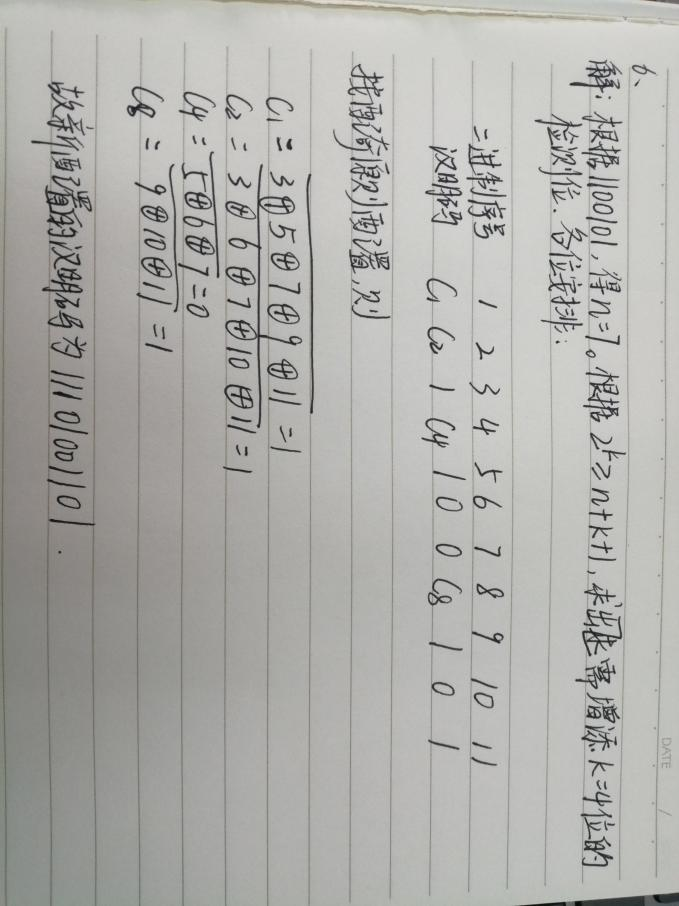 DATE /
6、
解：根据1100101，得n=7。根据2ᵏ≥n+k+1，求出需增添k=4位的
检测位，各位安排：
二进制序号 1 2 3 4 5 6 7 8 9 10 11
汉明码 C₁ C₂ 1 C₄ 1 0 0 C₈ 1 0 1
按配奇原则配置，则
C₁ = 3⊕5⊕7⊕9⊕11 = 1
C₂ = 3⊕6⊕7⊕10⊕11 = 1
C₄ = 5⊕6⊕7 = 0
C₈ = 9⊕10⊕11 = 1
故新配置的汉明码为 11101001101.